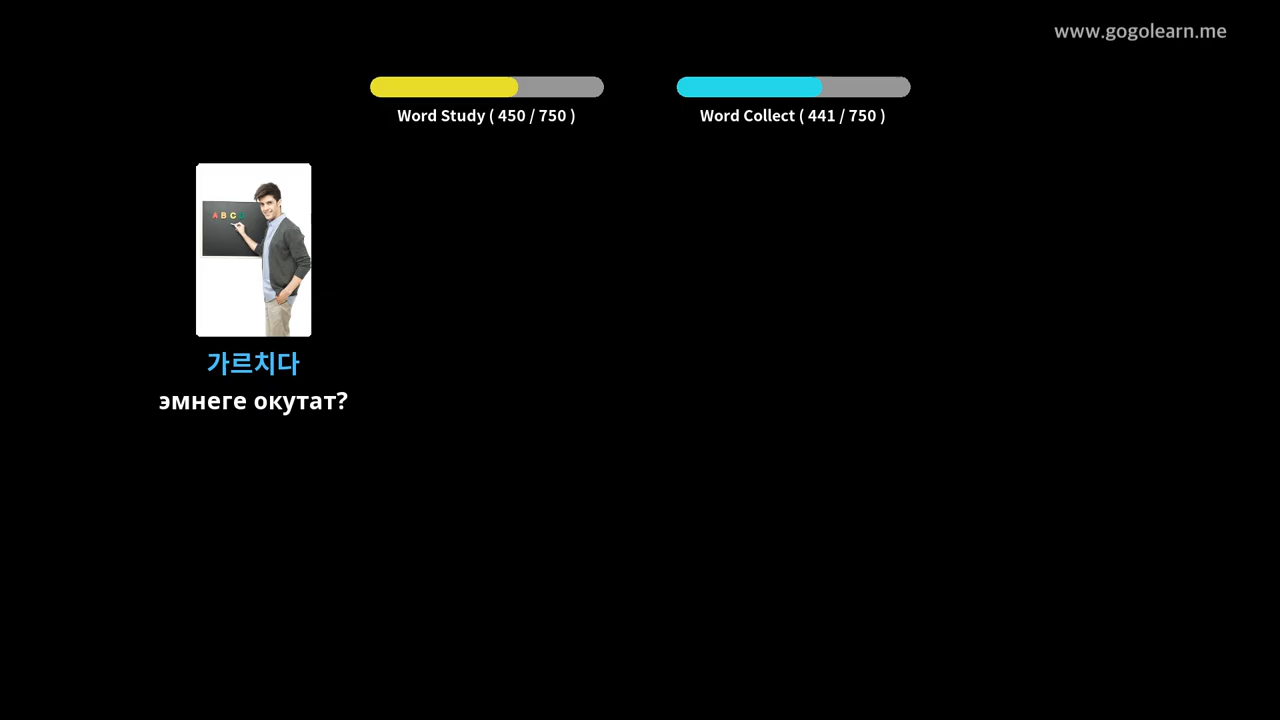 www.gogolearn.me
Word Study ( 450 / 750 )
Word Collect ( 441 / 750 )
A B C D
가르치다
эмнеге окутат?